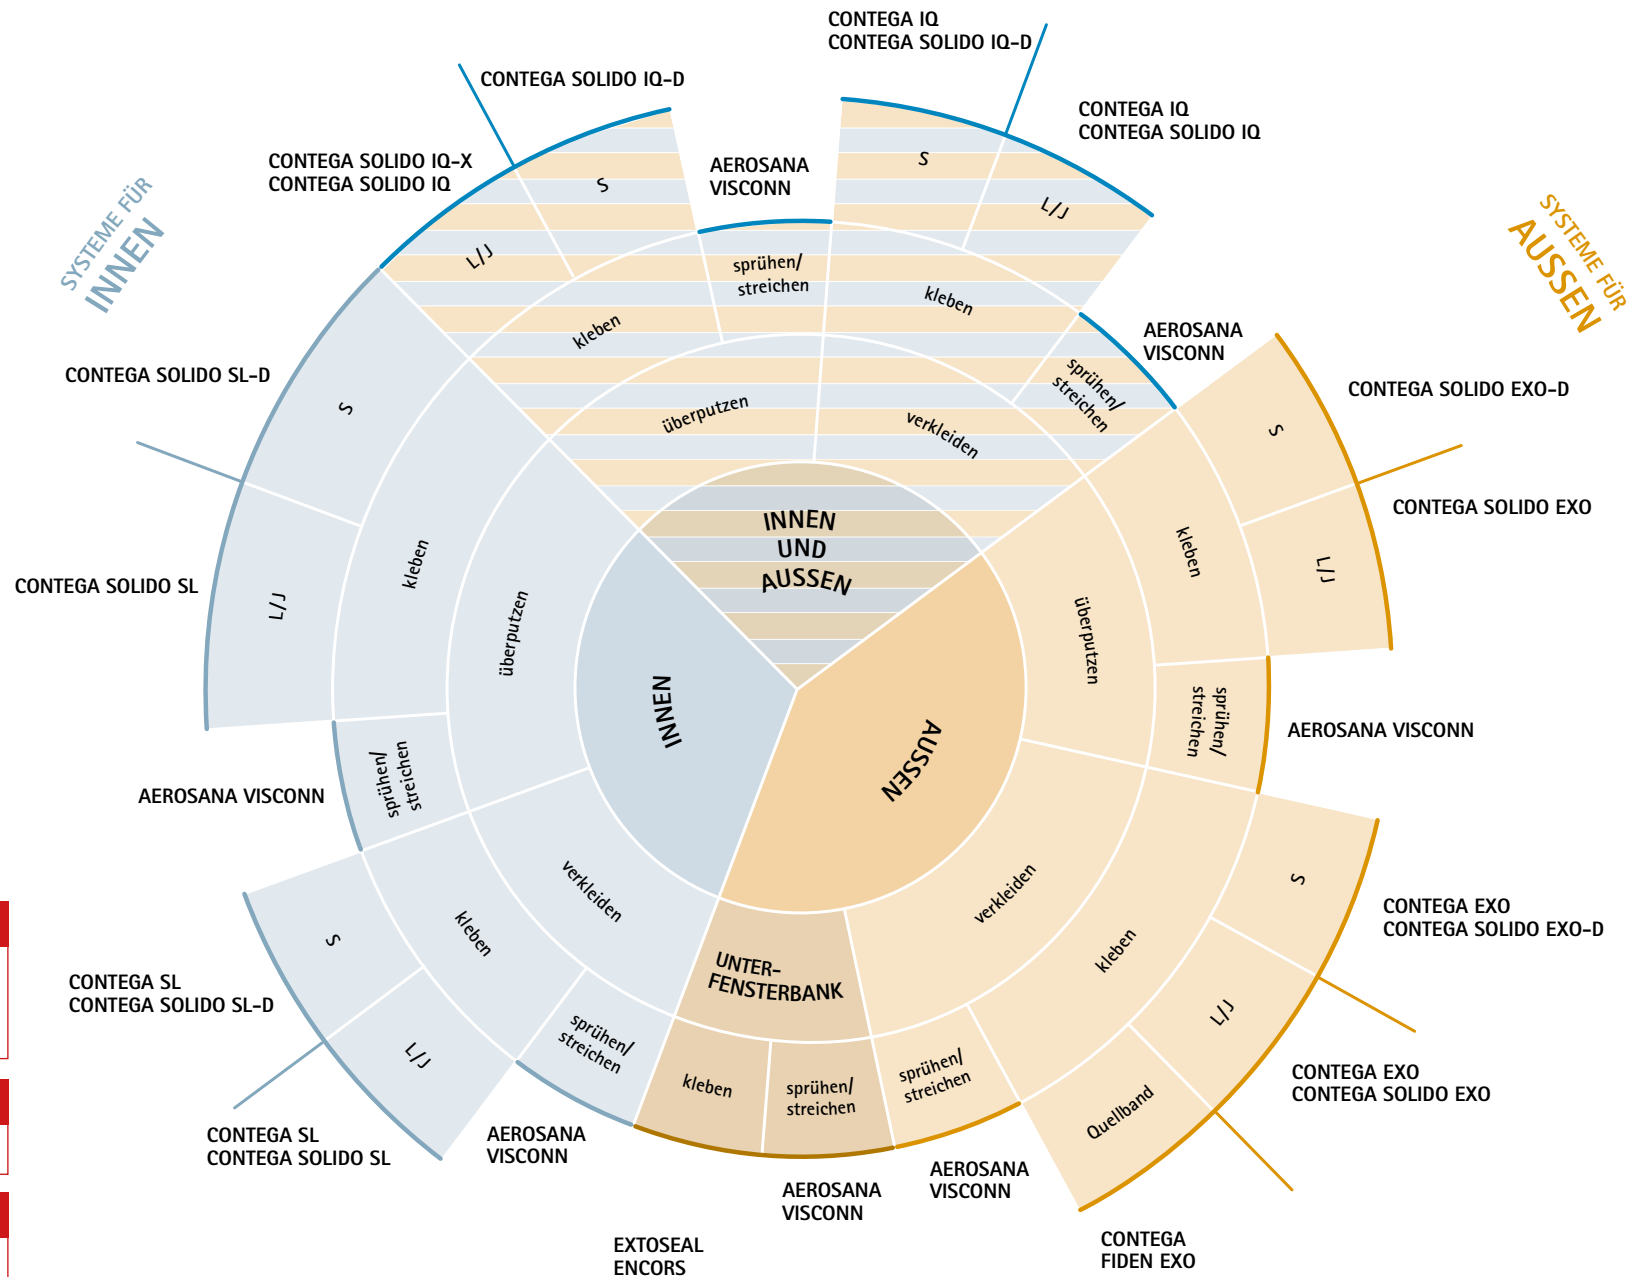 CONTEGA IQ
CONTEGA SOLIDO IQ-D
CONTEGA SOLIDO IQ-D
CONTEGA IQ
CONTEGA SOLIDO IQ
CONTEGA SOLIDO IQ-X
CONTEGA SOLIDO IQ
AEROSANA
VISCONN
SYSTEME FÜR
INNEN
SYSTEME FÜR
AUSSEN
S
S
L/J
L/J
sprühen/
streichen
kleben
kleben
AEROSANA
VISCONN
sprühen/
streichen
überputzen
verkleiden
INNEN
UND
AUSSEN
CONTEGA SOLIDO SL-D
S
CONTEGA SOLIDO SL
L/J
kleben
überputzen
INNEN
sprühen/
streichen
AEROSANA VISCONN
verkleiden
kleben
S
CONTEGA SL
CONTEGA SOLIDO SL-D
L/J
CONTEGA SL
CONTEGA SOLIDO SL
sprühen/
streichen
AEROSANA
VISCONN
CONTEGA SOLIDO EXO-D
S
CONTEGA SOLIDO EXO
L/J
kleben
überputzen
AUSSEN
sprühen/
streichen
AEROSANA VISCONN
verkleiden
kleben
S
CONTEGA EXO
CONTEGA SOLIDO EXO-D
L/J
CONTEGA EXO
CONTEGA SOLIDO EXO
Quellband
CONTEGA
FIDEN EXO
sprühen/
streichen
AEROSANA
VISCONN
UNTER-
FENSTERBANK
kleben
sprühen/
streichen
AEROSANA
VISCONN
EXTOSEAL
ENCORS